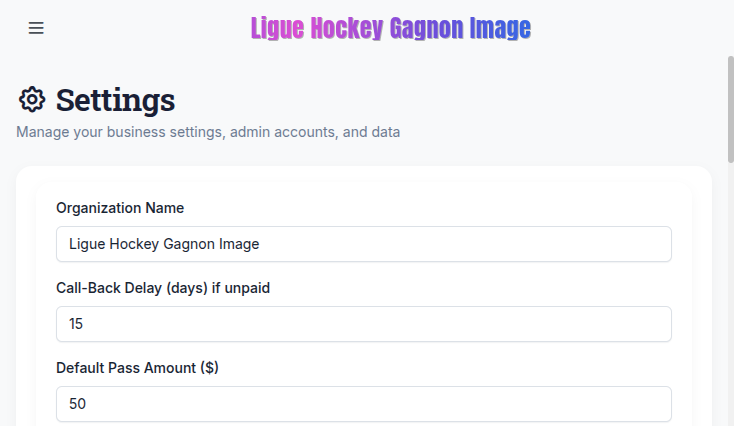 Ligue Hockey Gagnon Image
Settings
Manage your business settings, admin accounts, and data
Organization Name
Ligue Hockey Gagnon Image
Call-Back Delay (days) if unpaid
15
Default Pass Amount ($)
50